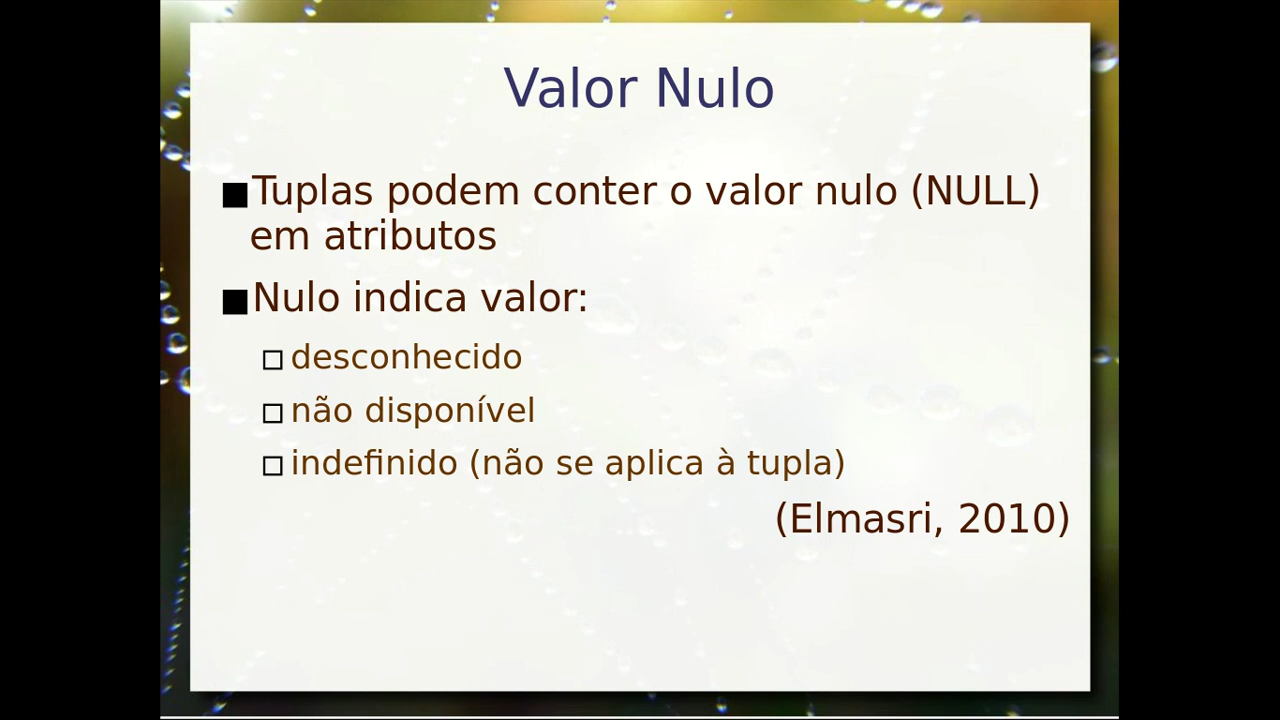 Valor Nulo
Tuplas podem conter o valor nulo (NULL)
em atributos
Nulo indica valor:
desconhecido
não disponível
indefinido (não se aplica à tupla)
(Elmasri, 2010)